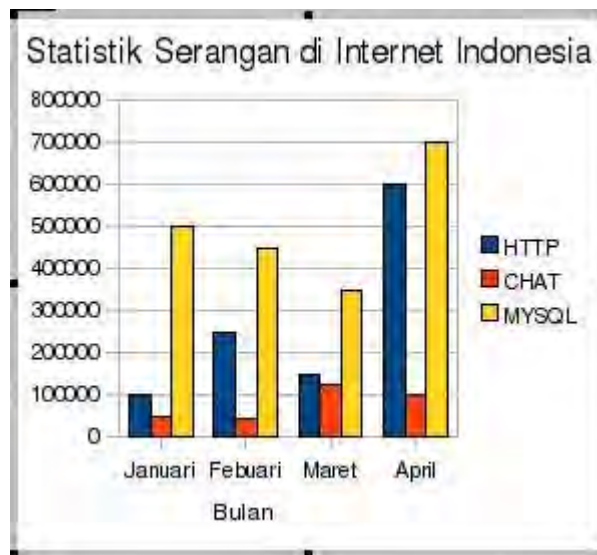 Statistik Serangan di Internet Indonesia
800000
700000
600000
500000
400000
300000
200000
100000
0
HTTP
CHAT
MYSQL
Januari Febuari Maret April
Bulan